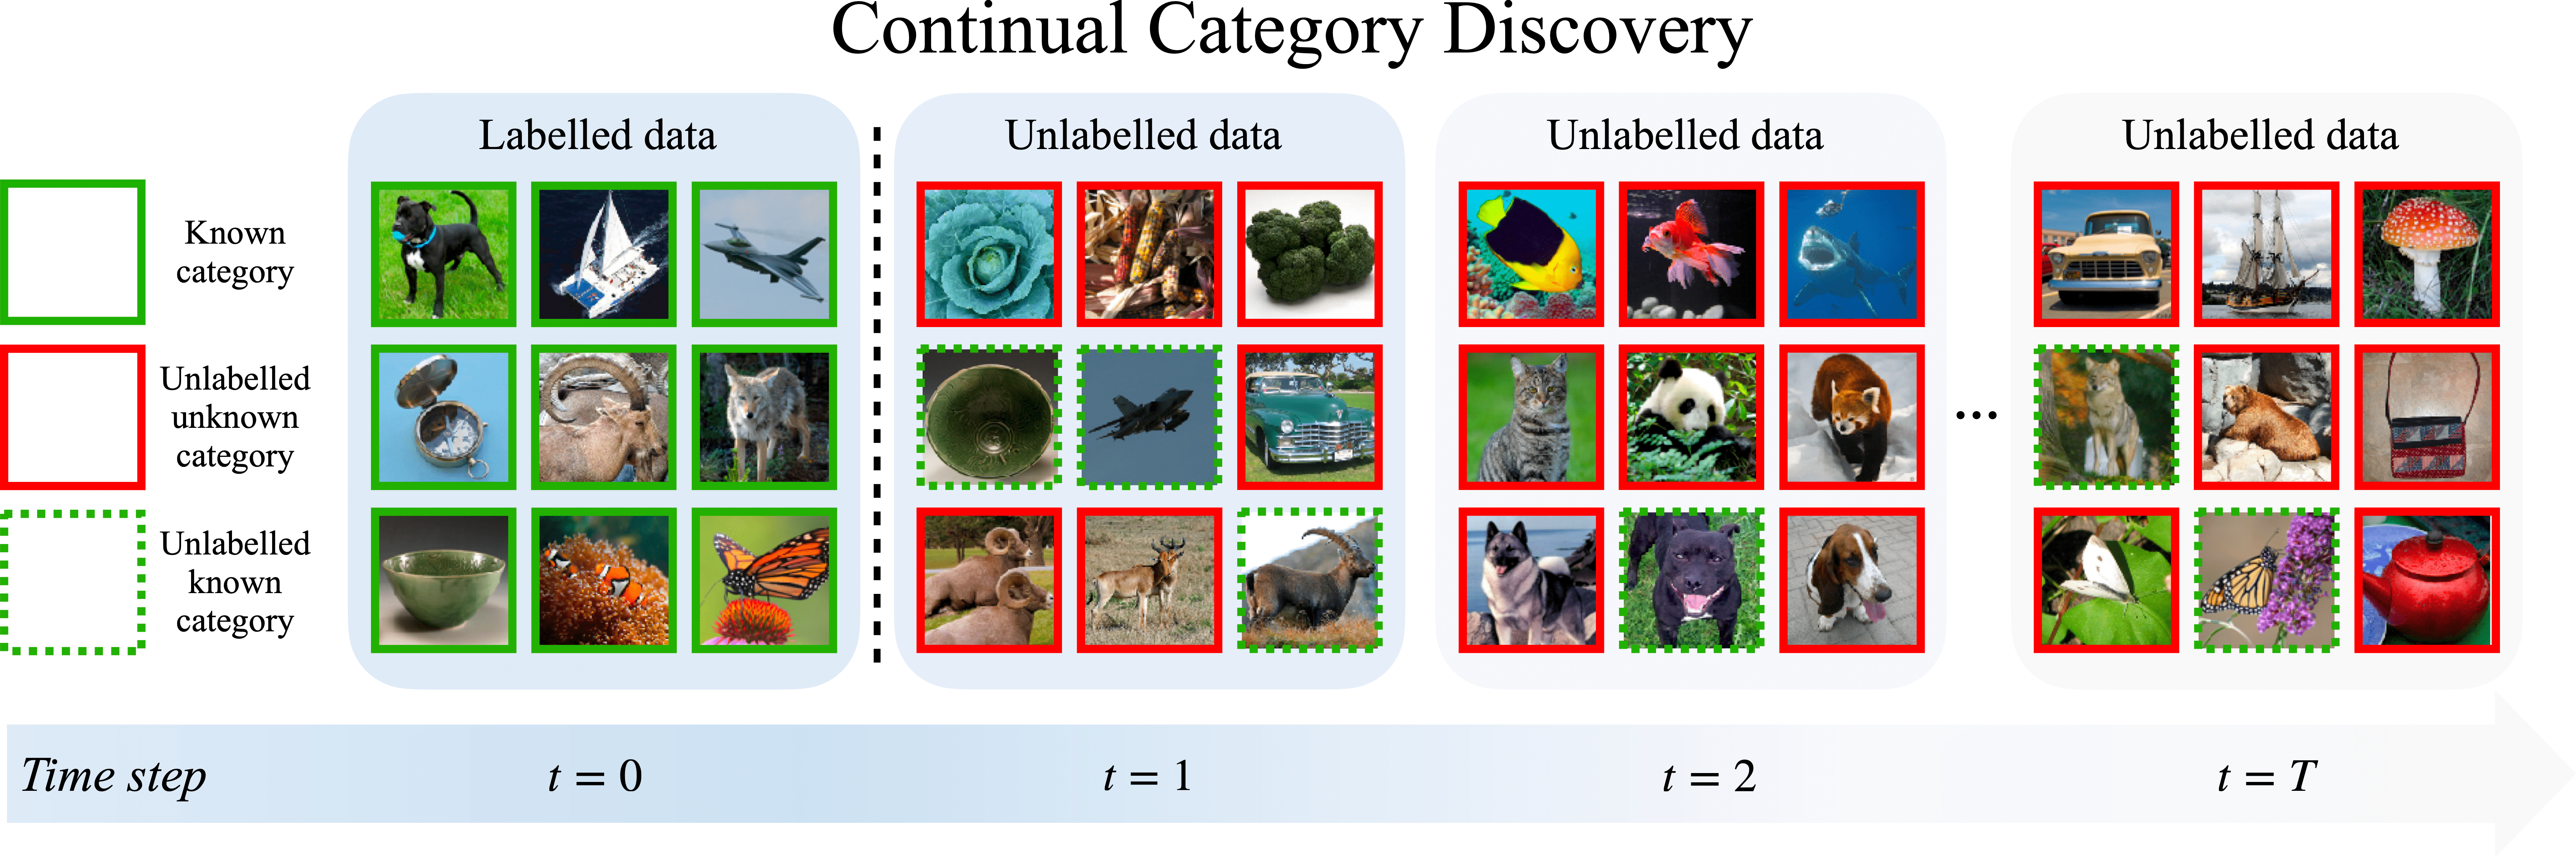 Continual Category Discovery
Labelled data
Unlabelled data
Unlabelled data
Unlabelled data
Known
category
Unlabelled
unknown
category
Unlabelled
known
category
...
Time step
t = 0
t = 1
t = 2
t = T